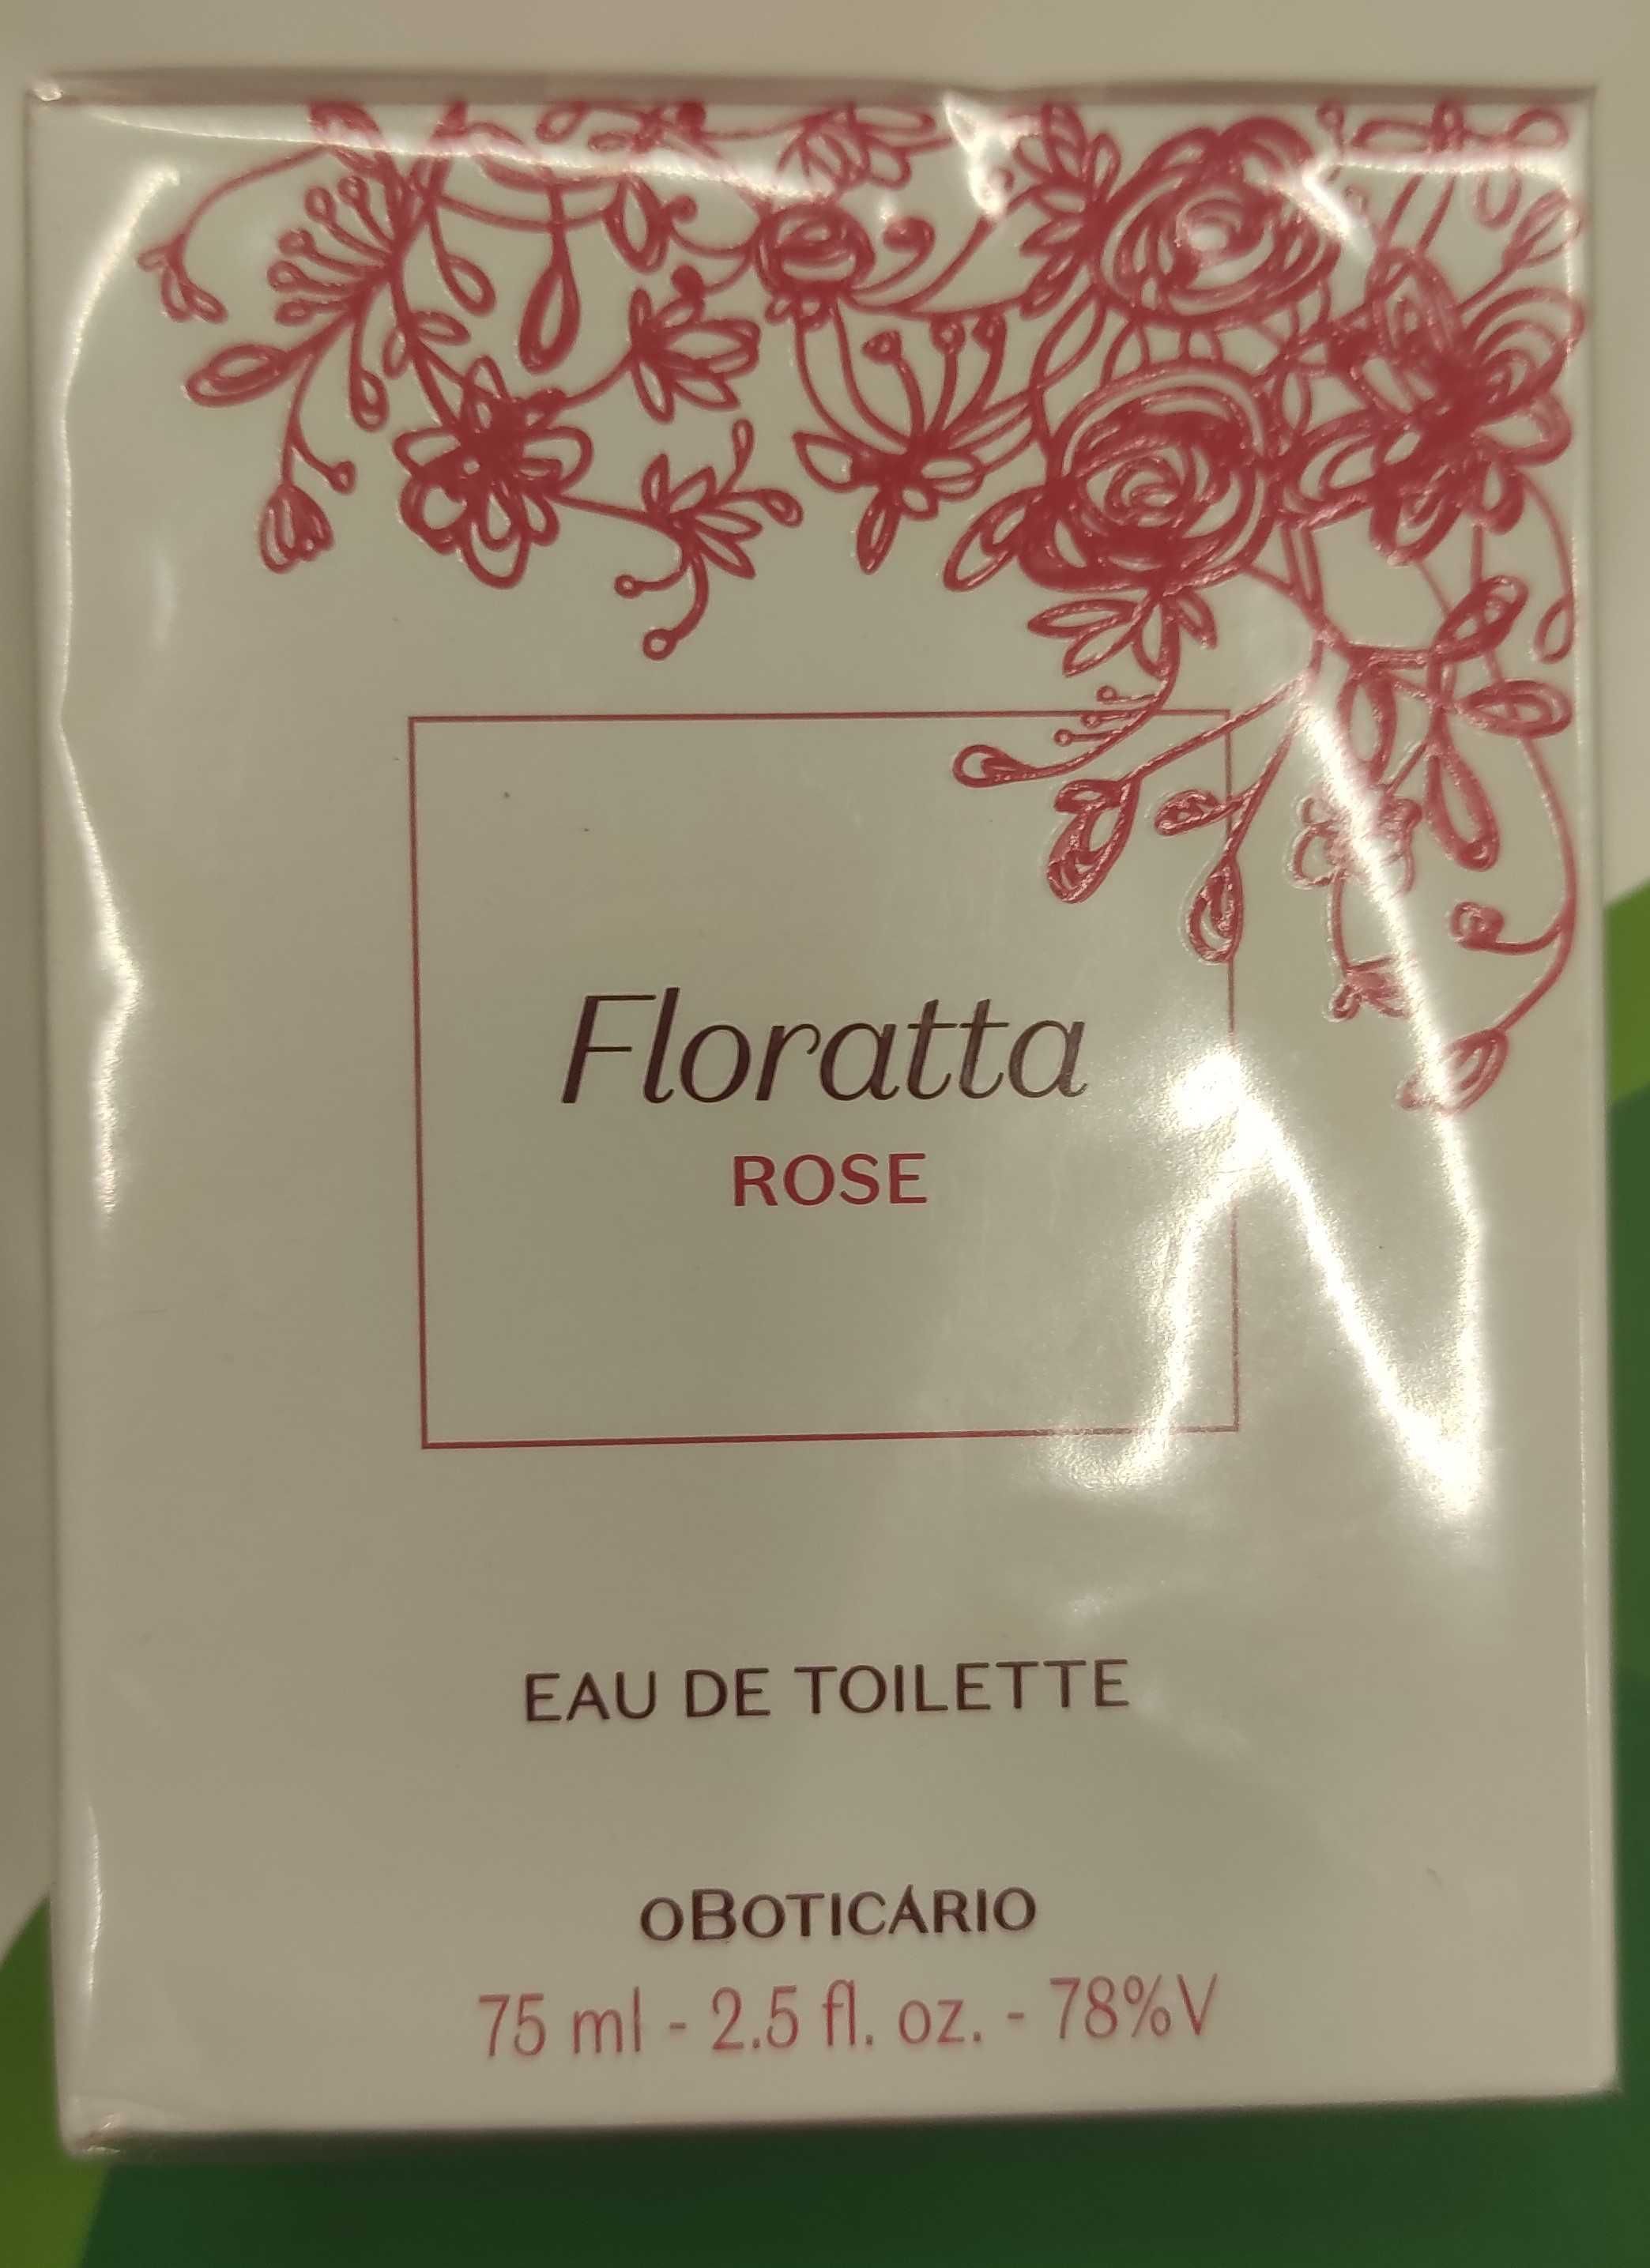 Floratta
ROSE
EAU DE TOILETTE
oBOTICÁRIO
75 ml - 2.5 fl. oz. - 78%V